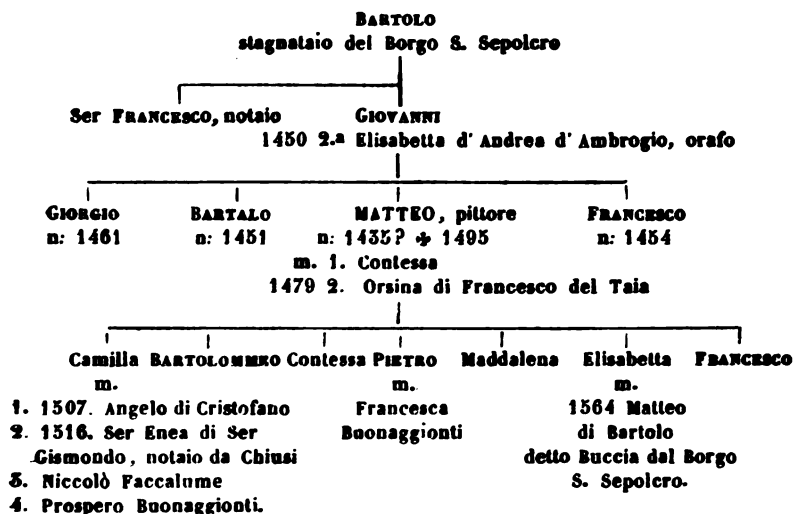 BARTOLO
stagnataio del Borgo S. Sepolcro
Ser FRANCESCO, notaio GIOVANNI
1450 2.a Elisabetta d'Andrea d'Ambrogio, orafo
GIORGIO BARTALO MATTEO, pittore FRANCESCO
n: 1461 n: 1451 n: 1435? ✚ 1495 n: 1454
m. 1. Contessa
1479 2. Orsina di Francesco del Taia
Camilla BARTOLOMMEO Contessa PIETRO Maddalena Elisabetta FRANCESCO
m. m. m.
1. 1507. Angelo di Cristofano Francesca 1564 Matteo
2. 1516. Ser Enea di Ser Buonaggionti di Bartolo
Gismondo, notaio da Chiusi detto Buccia dal Borgo
3. Niccolò Faccalume S. Sepolcro.
4. Prospero Buonaggionti.